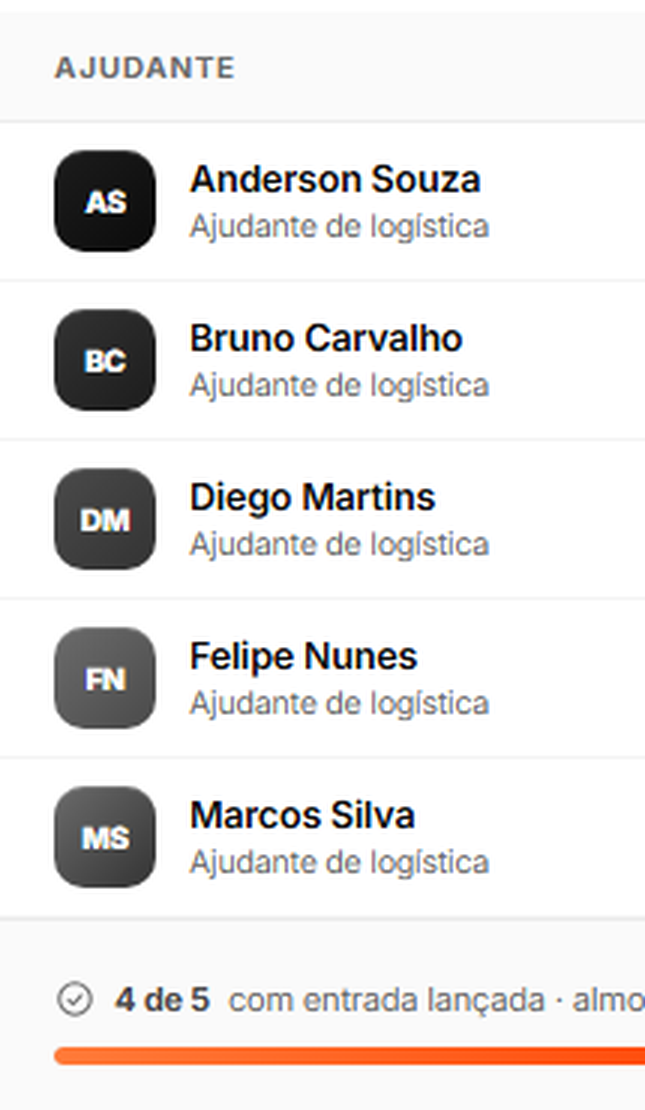 AJUDANTE
AS
Anderson Souza
Ajudante de logística
BC
Bruno Carvalho
Ajudante de logística
DM
Diego Martins
Ajudante de logística
FN
Felipe Nunes
Ajudante de logística
MS
Marcos Silva
Ajudante de logística
4 de 5 com entrada lançada · almo